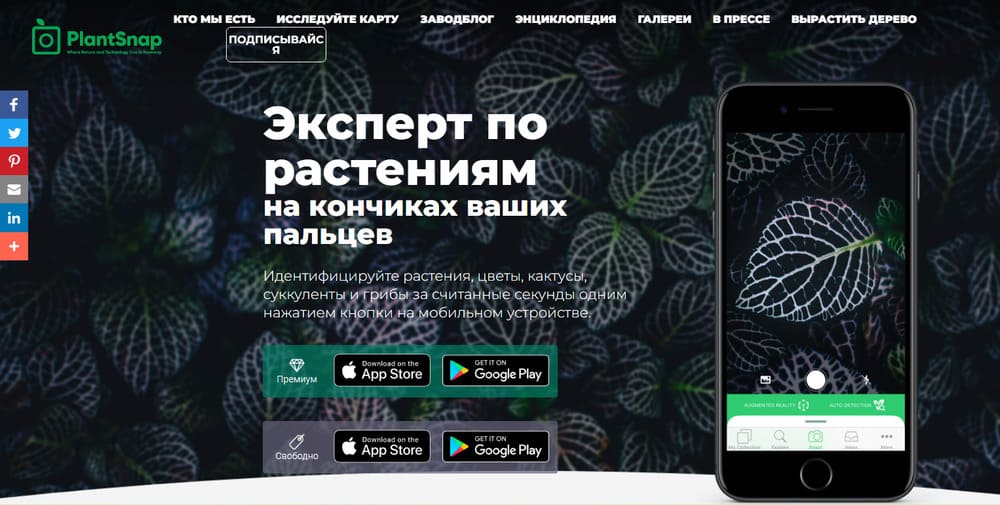 КТО МЫ ЕСТЬ ИССЛЕДУЙТЕ КАРТУ ЗАВОДБЛОГ ЭНЦИКЛОПЕДИЯ ГАЛЕРЕИ В ПРЕССЕ ВЫРАСТИТЬ ДЕРЕВО
PlantSnap
Where Nature and Technology Live in Harmony
ПОДПИСЫВАЙС
Я
Эксперт по
растениям
на кончиках ваших
пальцев
Идентифицируйте растения, цветы, кактусы,
суккуленты и грибы за считанные секунды одним
нажатием кнопки на мобильном устройстве.
Премиум
Download on the
App Store
GET IT ON
Google Play
Свободно
Download on the
App Store
GET IT ON
Google Play
AUGMENTED REALITY AUTO DETECTION
My Collection Explore Snap More